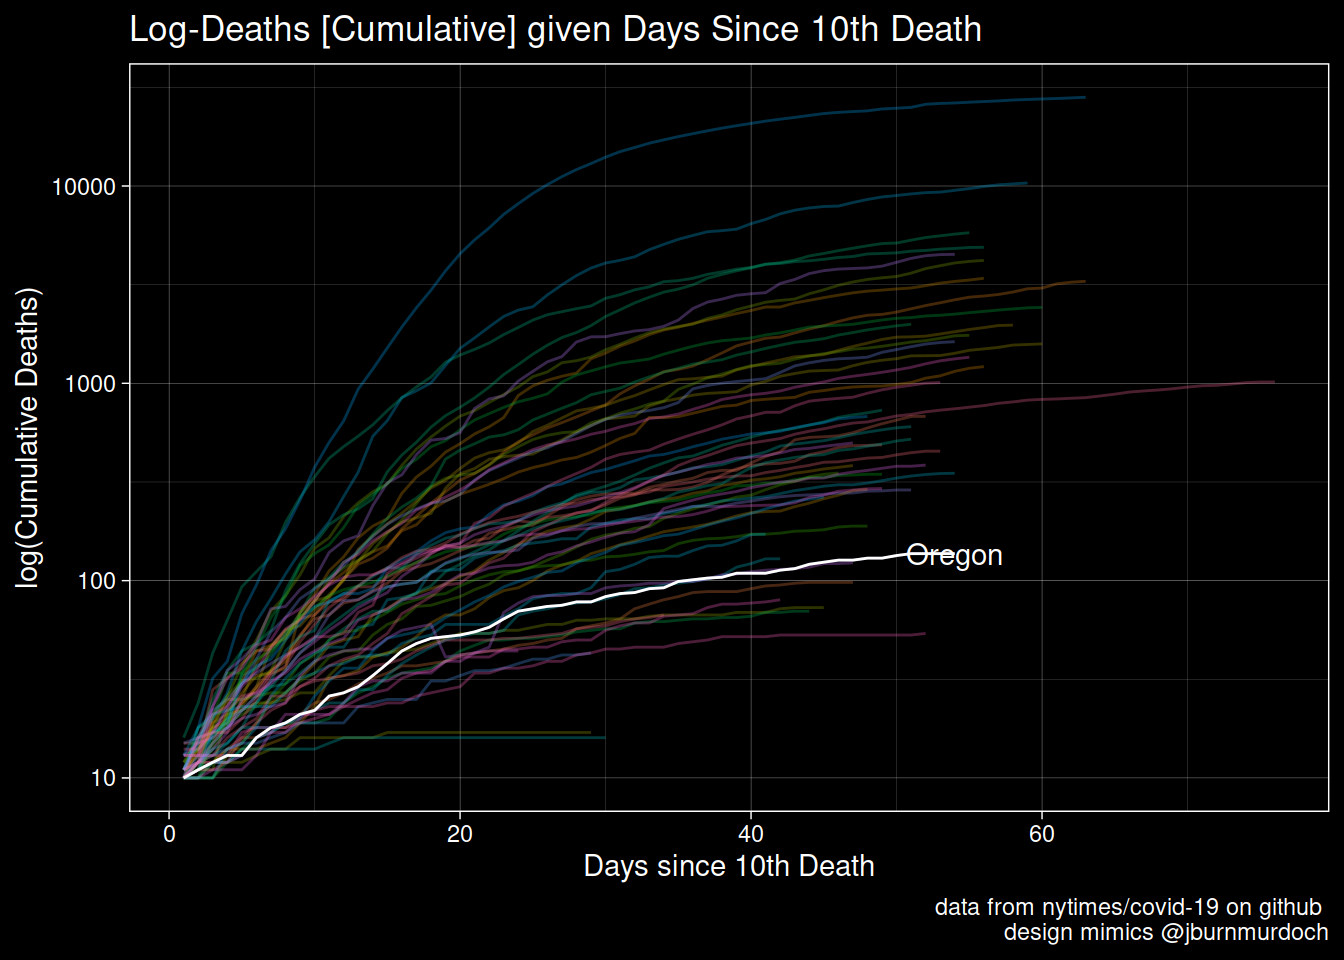 Log-Deaths [Cumulative] given Days Since 10th Death
log(Cumulative Deaths)
10000
1000
100
10
Oregon
0 20 40 60
Days since 10th Death
data from nytimes/covid-19 on github
design mimics @jburnmurdoch